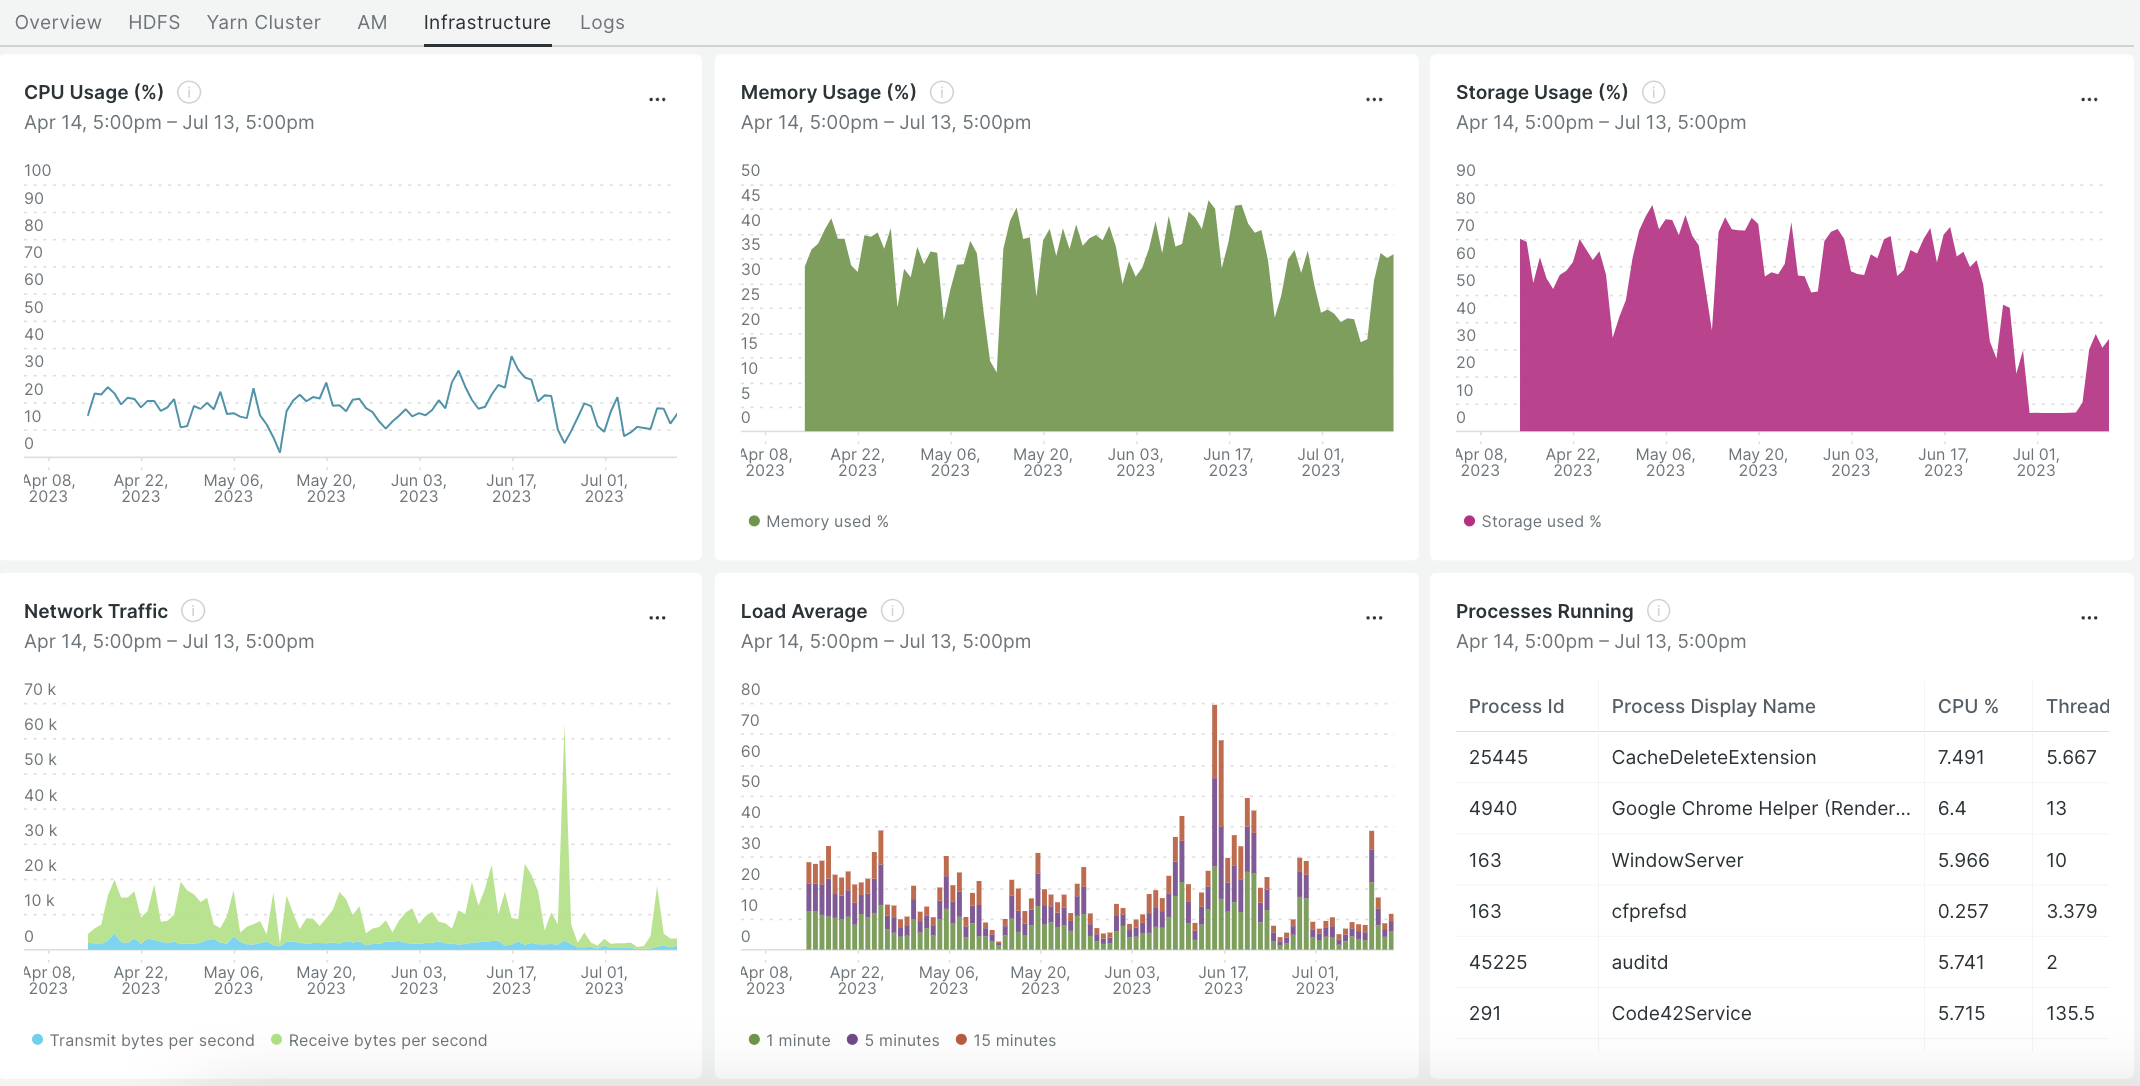 Overview HDFS Yarn Cluster AM Infrastructure Logs
CPU Usage (%)
Apr 14, 5:00pm – Jul 13, 5:00pm
100
90
80
70
60
50
40
30
20
10
0
Apr 08, 2023 Apr 22, 2023 May 06, 2023 May 20, 2023 Jun 03, 2023 Jun 17, 2023 Jul 01, 2023
Memory Usage (%)
Apr 14, 5:00pm – Jul 13, 5:00pm
50
45
40
35
30
25
20
15
10
5
0
Apr 08, 2023 Apr 22, 2023 May 06, 2023 May 20, 2023 Jun 03, 2023 Jun 17, 2023 Jul 01, 2023
Memory used %
Storage Usage (%)
Apr 14, 5:00pm – Jul 13, 5:00pm
90
80
70
60
50
40
30
20
10
0
Apr 08, 2023 Apr 22, 2023 May 06, 2023 May 20, 2023 Jun 03, 2023 Jun 17, 2023 Jul 01, 2023
Storage used %
Network Traffic
Apr 14, 5:00pm – Jul 13, 5:00pm
70 k
60 k
50 k
40 k
30 k
20 k
10 k
0
Apr 08, 2023 Apr 22, 2023 May 06, 2023 May 20, 2023 Jun 03, 2023 Jun 17, 2023 Jul 01, 2023
Transmit bytes per second Receive bytes per second
Load Average
Apr 14, 5:00pm – Jul 13, 5:00pm
80
70
60
50
40
30
20
10
0
Apr 08, 2023 Apr 22, 2023 May 06, 2023 May 20, 2023 Jun 03, 2023 Jun 17, 2023 Jul 01, 2023
1 minute 5 minutes 15 minutes
Processes Running
Apr 14, 5:00pm – Jul 13, 5:00pm
Process Id Process Display Name CPU % Thread
25445 CacheDeleteExtension 7.491 5.667
4940 Google Chrome Helper (Render... 6.4 13
163 WindowServer 5.966 10
163 cfprefsd 0.257 3.379
45225 auditd 5.741 2
291 Code42Service 5.715 135.5